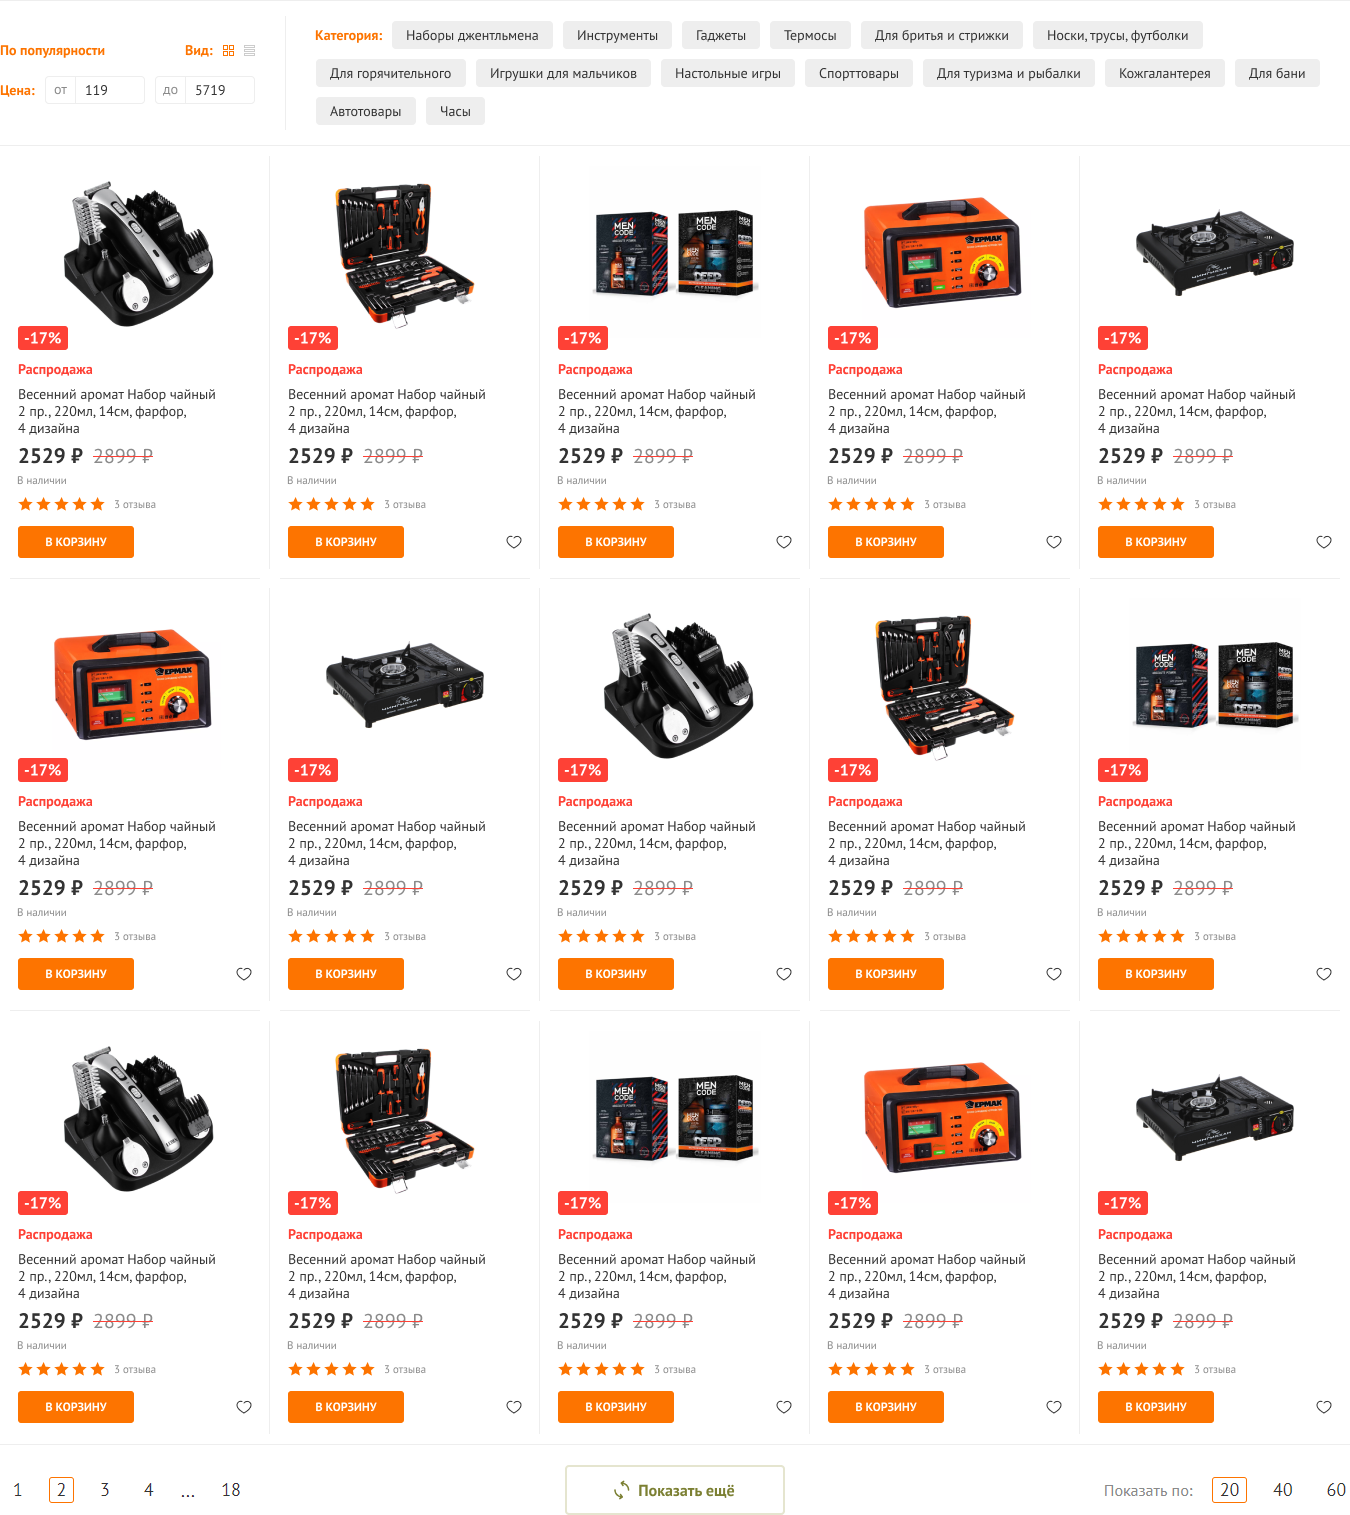 По популярности
Вид:
Цена:
от
119
до
5719
Категория:
Наборы джентльмена
Инструменты
Гаджеты
Термосы
Для бритья и стрижки
Носки, трусы, футболки
Для горячительного
Игрушки для мальчиков
Настольные игры
Спорттовары
Для туризма и рыбалки
Кожгалантерея
Для бани
Автотовары
Часы
MEN
CODE
ABSOLUTE POWER
MEN
CODE
DEEP
CLEANING
ЕРМАК
ЧИНГИСХАН
-17%
-17%
-17%
-17%
-17%
Распродажа
Распродажа
Распродажа
Распродажа
Распродажа
Весенний аромат Набор чайный
2 пр., 220мл, 14см, фарфор,
4 дизайна
Весенний аромат Набор чайный
2 пр., 220мл, 14см, фарфор,
4 дизайна
Весенний аромат Набор чайный
2 пр., 220мл, 14см, фарфор,
4 дизайна
Весенний аромат Набор чайный
2 пр., 220мл, 14см, фарфор,
4 дизайна
Весенний аромат Набор чайный
2 пр., 220мл, 14см, фарфор,
4 дизайна
2529 ₽ 2899 ₽
2529 ₽ 2899 ₽
2529 ₽ 2899 ₽
2529 ₽ 2899 ₽
2529 ₽ 2899 ₽
В наличии
В наличии
В наличии
В наличии
В наличии
3 отзыва
3 отзыва
3 отзыва
3 отзыва
3 отзыва
В КОРЗИНУ
В КОРЗИНУ
В КОРЗИНУ
В КОРЗИНУ
В КОРЗИНУ
ЕРМАК
ЧИНГИСХАН
MEN
CODE
ABSOLUTE POWER
MEN
CODE
DEEP
CLEANING
-17%
-17%
-17%
-17%
-17%
Распродажа
Распродажа
Распродажа
Распродажа
Распродажа
Весенний аромат Набор чайный
2 пр., 220мл, 14см, фарфор,
4 дизайна
Весенний аромат Набор чайный
2 пр., 220мл, 14см, фарфор,
4 дизайна
Весенний аромат Набор чайный
2 пр., 220мл, 14см, фарфор,
4 дизайна
Весенний аромат Набор чайный
2 пр., 220мл, 14см, фарфор,
4 дизайна
Весенний аромат Набор чайный
2 пр., 220мл, 14см, фарфор,
4 дизайна
2529 ₽ 2899 ₽
2529 ₽ 2899 ₽
2529 ₽ 2899 ₽
2529 ₽ 2899 ₽
2529 ₽ 2899 ₽
В наличии
В наличии
В наличии
В наличии
В наличии
3 отзыва
3 отзыва
3 отзыва
3 отзыва
3 отзыва
В КОРЗИНУ
В КОРЗИНУ
В КОРЗИНУ
В КОРЗИНУ
В КОРЗИНУ
MEN
CODE
ABSOLUTE POWER
MEN
CODE
DEEP
CLEANING
ЕРМАК
ЧИНГИСХАН
-17%
-17%
-17%
-17%
-17%
Распродажа
Распродажа
Распродажа
Распродажа
Распродажа
Весенний аромат Набор чайный
2 пр., 220мл, 14см, фарфор,
4 дизайна
Весенний аромат Набор чайный
2 пр., 220мл, 14см, фарфор,
4 дизайна
Весенний аромат Набор чайный
2 пр., 220мл, 14см, фарфор,
4 дизайна
Весенний аромат Набор чайный
2 пр., 220мл, 14см, фарфор,
4 дизайна
Весенний аромат Набор чайный
2 пр., 220мл, 14см, фарфор,
4 дизайна
2529 ₽ 2899 ₽
2529 ₽ 2899 ₽
2529 ₽ 2899 ₽
2529 ₽ 2899 ₽
2529 ₽ 2899 ₽
В наличии
В наличии
В наличии
В наличии
В наличии
3 отзыва
3 отзыва
3 отзыва
3 отзыва
3 отзыва
В КОРЗИНУ
В КОРЗИНУ
В КОРЗИНУ
В КОРЗИНУ
В КОРЗИНУ
1 2 3 4 ... 18
Показать ещё
Показать по: 20 40 60